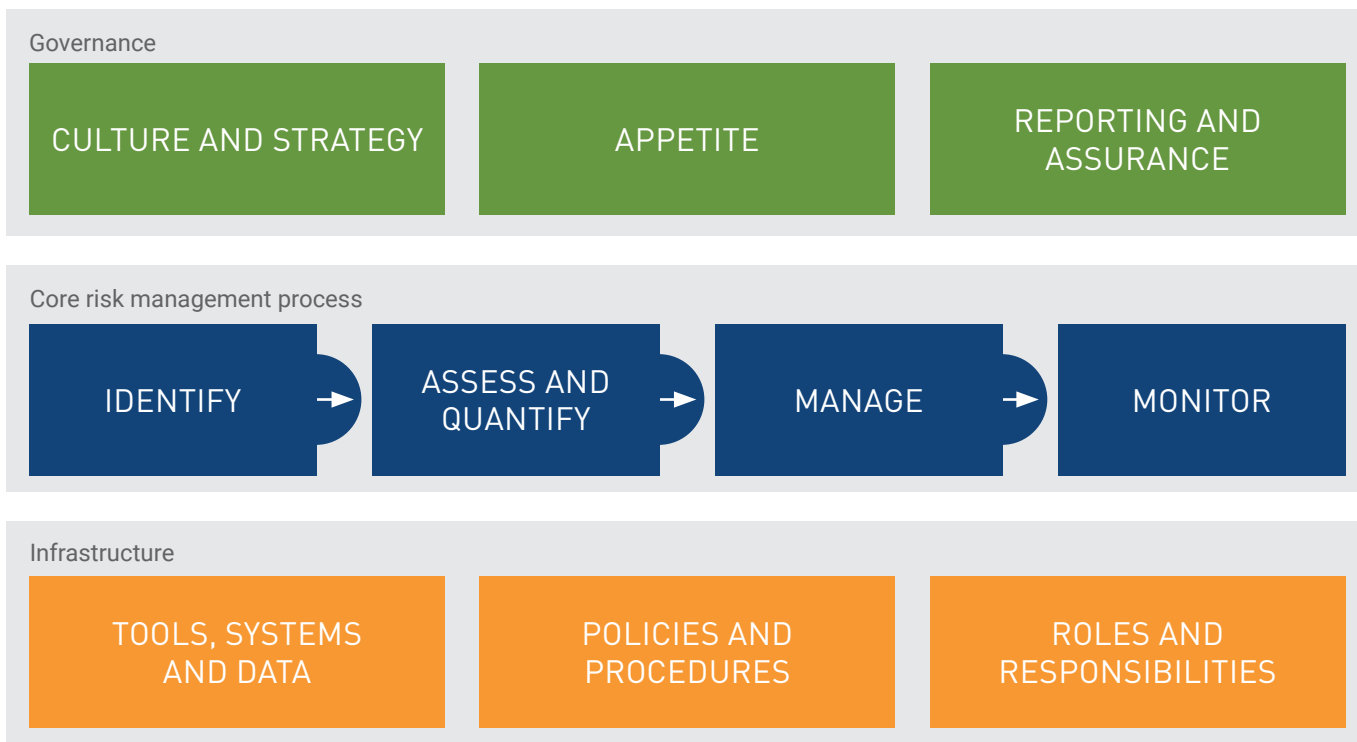 Governance
CULTURE AND STRATEGY
APPETITE
REPORTING AND
ASSURANCE
Core risk management process
IDENTIFY
ASSESS AND
QUANTIFY
MANAGE
MONITOR
Infrastructure
TOOLS, SYSTEMS
AND DATA
POLICIES AND
PROCEDURES
ROLES AND
RESPONSIBILITIES